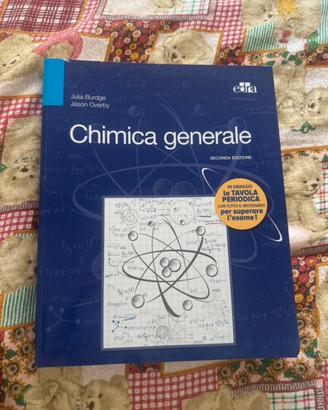 Julia Burdge
Jason Overby
edra
Chimica generale
SECONDA EDIZIONE
IN OMAGGIO
la TAVOLA
PERIODICA
CON TUTTO IL NECESSARIO
per superare
l'esame!